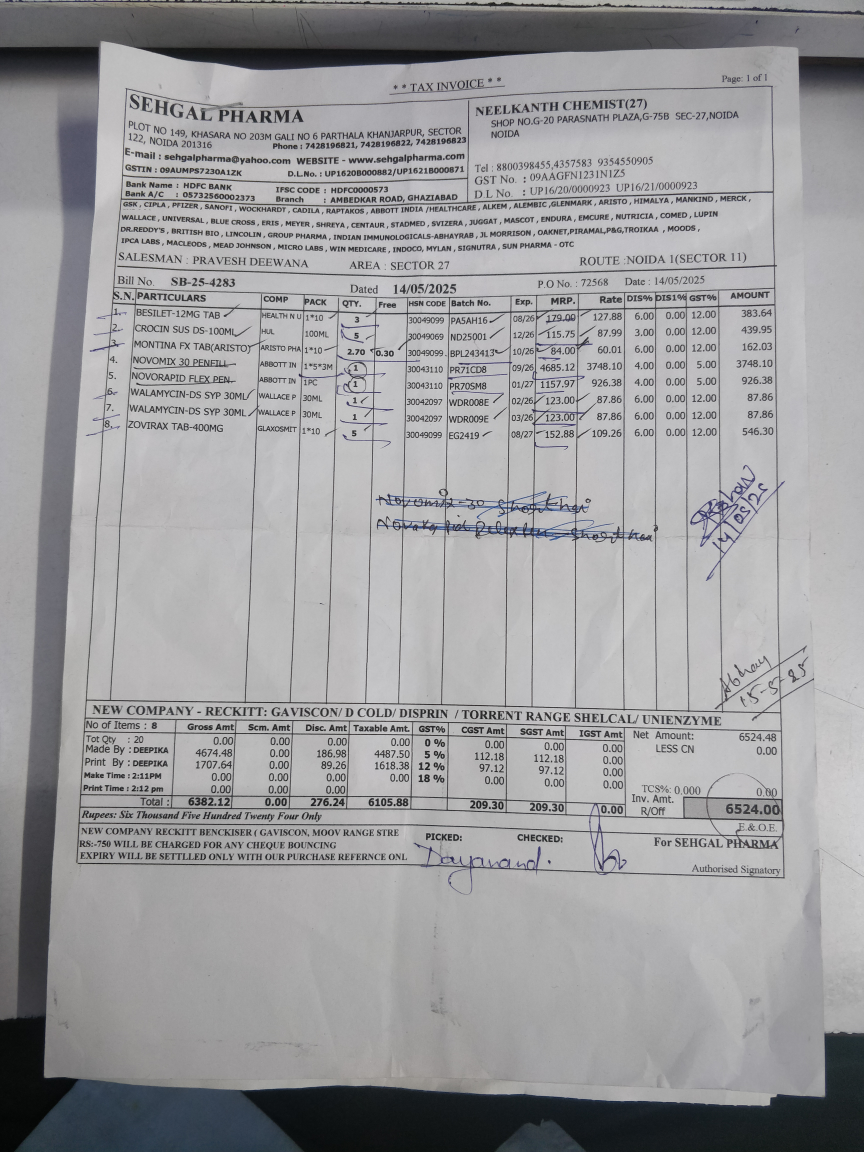 * * TAX INVOICE * *
Page: 1 of 1
SEHGAL PHARMA
PLOT NO 149, KHASARA NO 203M GALI NO 6 PARTHALA KHANJARPUR, SECTOR
122, NOIDA 201316 Phone : 7428196821, 7428196822, 7428196823
E-mail : sehgalpharma@yahoo.com WEBSITE - www.sehgalpharma.com
GSTIN : 09AUMPS7230A1ZK D.L.No. : UP1620B000882/UP1621B000871
Bank Name : HDFC BANK IFSC CODE : HDFC0000573
Bank A/C : 05732560002373 Branch : AMBEDKAR ROAD, GHAZIABAD
NEELKANTH CHEMIST(27)
SHOP NO.G-20 PARASNATH PLAZA,G-75B SEC-27,NOIDA
NOIDA
Tel : 8800398455,4357583 9354550905
GST No. : 09AAGFN1231N1Z5
D.L No. : UP16/20/0000923 UP16/21/0000923
GSK , CIPLA , PFIZER , SANOFI , WOCKHARDT , CADILA , RAPTAKOS , ABBOTT INDIA /HEALTHCARE , ALKEM , ALEMBIC ,GLENMARK , ARISTO , HIMALYA , MANKIND , MERCK ,
WALLACE , UNIVERSAL , BLUE CROSS , ERIS , MEYER , SHREYA , CENTAUR , STADMED , SVIZERA , JUGGAT , MASCOT , ENDURA , EMCURE , NUTRICIA , COMED , LUPIN
DR.REDDY'S , BRITISH BIO , LINCOLIN , GROUP PHARMA , INDIAN IMMUNOLOGICALS-ABHAYRAB , JL MORRISON , OAKNET,PIRAMAL,P&G,TROIKAA , MOODS ,
IPCA LABS , MACLEODS , MEAD JOHNSON , MICRO LABS , WIN MEDICARE , INDOCO, MYLAN , SIGNUTRA , SUN PHARMA - OTC
SALESMAN : PRAVESH DEEWANA AREA : SECTOR 27 ROUTE :NOIDA 1(SECTOR 11)
Bill No. SB-25-4283 Dated 14/05/2025 P.O No. : 72568 Date : 14/05/2025
S.N. PARTICULARS COMP PACK QTY. Free HSN CODE Batch No. Exp. MRP. Rate DIS% DIS1% GST% AMOUNT
1. BESILET-12MG TAB HEALTH N U 1*10 3 30049099 PA5AH16 08/26 179.00 127.88 6.00 0.00 12.00 383.64
2. CROCIN SUS DS-100ML HUL 100ML 5 30049069 ND25001 12/26 115.75 87.99 3.00 0.00 12.00 439.95
3. MONTINA FX TAB(ARISTO) ARISTO PHA 1*10 2.70 0.30 30049099 BPL243413 10/26 84.00 60.01 6.00 0.00 12.00 162.03
4. NOVOMIX 30 PENFILL ABBOTT IN 1*5*3M 1 30043110 PR71CD8 09/26 4685.12 3748.10 4.00 0.00 5.00 3748.10
5. NOVORAPID FLEX PEN ABBOTT IN 1PC 1 30043110 PR70SM8 01/27 1157.97 926.38 4.00 0.00 5.00 926.38
6. WALAMYCIN-DS SYP 30ML WALLACE P 30ML 1 30042097 WDR008E 02/26 123.00 87.86 6.00 0.00 12.00 87.86
7. WALAMYCIN-DS SYP 30ML WALLACE P 30ML 1 30042097 WDR009E 03/26 123.00 87.86 6.00 0.00 12.00 87.86
8. ZOVIRAX TAB-400MG GLAXOSMIT 1*10 5 30049099 EG2419 08/27 152.88 109.26 6.00 0.00 12.00 546.30
14/05/25
Abhay
15-5-25
NEW COMPANY - RECKITT: GAVISCON/ D COLD/ DISPRIN / TORRENT RANGE SHELCAL/ UNIENZYME
No of Items : 8 Gross Amt Scm. Amt Disc. Amt Taxable. Amt GST% CGST Amt SGST Amt IGST Amt Net Amount: 6524.48
Tot Qty : 20 0.00 0.00 0.00 0.00 0 % 0.00 0.00 0.00 LESS CN 0.00
Made By : DEEPIKA 4674.48 0.00 186.98 4487.50 5 % 112.18 112.18 0.00
Print By : DEEPIKA 1707.64 0.00 89.26 1618.38 12 % 97.12 97.12 0.00
Make Time : 2:11PM 0.00 0.00 0.00 0.00 18 % 0.00 0.00 0.00
Print Time : 2:12 pm 0.00 0.00 0.00 0.00 TCS%: 0.000 0.00
Total : 6382.12 0.00 276.24 6105.88 209.30 209.30 0.00 Inv. Amt. R/Off 6524.00
Rupees: Six Thousand Five Hundred Twenty Four Only E.& O.E.
NEW COMPANY RECKITT BENCKISER ( GAVISCON, MOOV RANGE STRE PICKED: CHECKED: For SEHGAL PHARMA
RS:-750 WILL BE CHARGED FOR ANY CHEQUE BOUNCING
EXPIRY WILL BE SETTLLED ONLY WITH OUR PURCHASE REFERNCE ONL
Dayanand.
Authorised Signatory